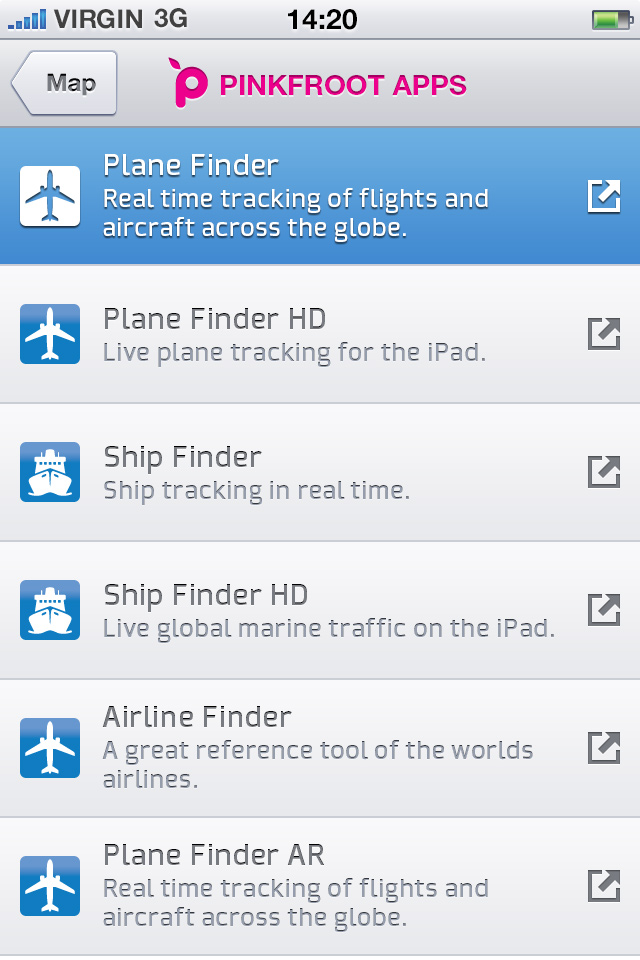 VIRGIN 3G 14:20
Map PINKFROOT APPS
Plane Finder
Real time tracking of flights and
aircraft across the globe.
Plane Finder HD
Live plane tracking for the iPad.
Ship Finder
Ship tracking in real time.
Ship Finder HD
Live global marine traffic on the iPad.
Airline Finder
A great reference tool of the worlds
airlines.
Plane Finder AR
Real time tracking of flights and
aircraft across the globe.